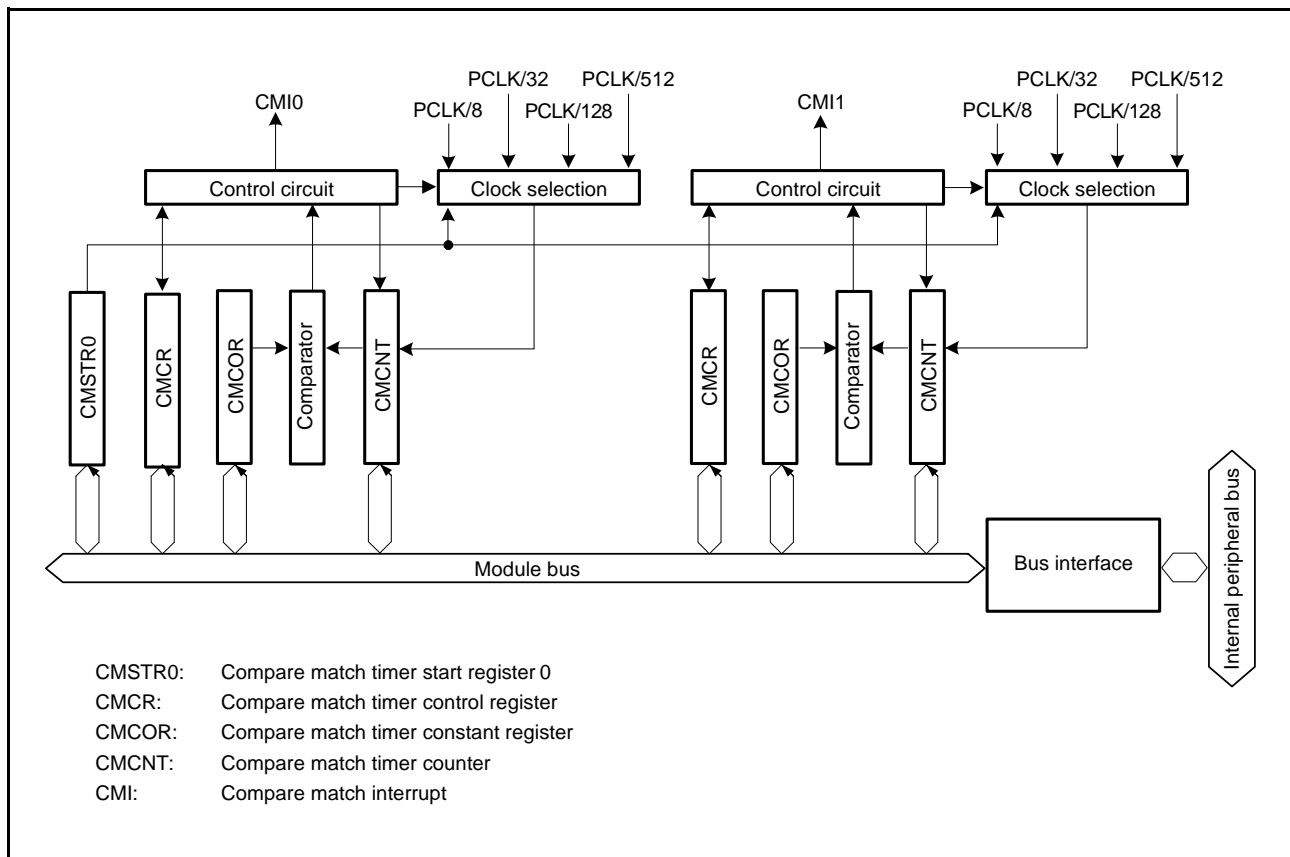 PCLK/32 PCLK/512 PCLK/32 PCLK/512
CMI0 PCLK/8 PCLK/128 CMI1 PCLK/8 PCLK/128
Control circuit Clock selection Control circuit Clock selection
CMSTR0 CMCR CMCOR Comparator CMCNT CMCR CMCOR Comparator CMCNT
Module bus
Bus interface
Internal peripheral bus
CMSTR0: Compare match timer start register 0
CMCR: Compare match timer control register
CMCOR: Compare match timer constant register
CMCNT: Compare match timer counter
CMI: Compare match interrupt